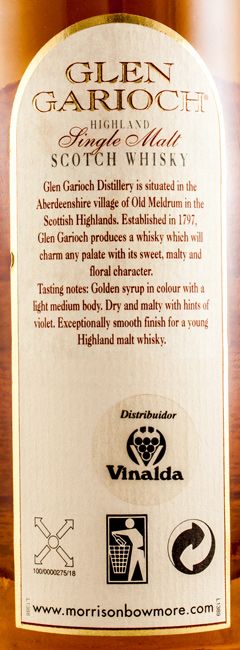 GLEN
GARIOCH®
HIGHLAND
Single Malt
SCOTCH WHISKY
Glen Garioch Distillery is situated in the
Aberdeenshire village of Old Meldrum in the
Scottish Highlands. Established in 1797,
Glen Garioch produces a whisky which will
charm any palate with its sweet, malty and
floral character.
Tasting notes: Golden syrup in colour with a
light medium body. Dry and malty with hints of
violet. Exceptionally smooth finish for a young
Highland malt whisky.
Distribuidor
Vinalda
100/0000275/18
www.morrisonbowmore.com